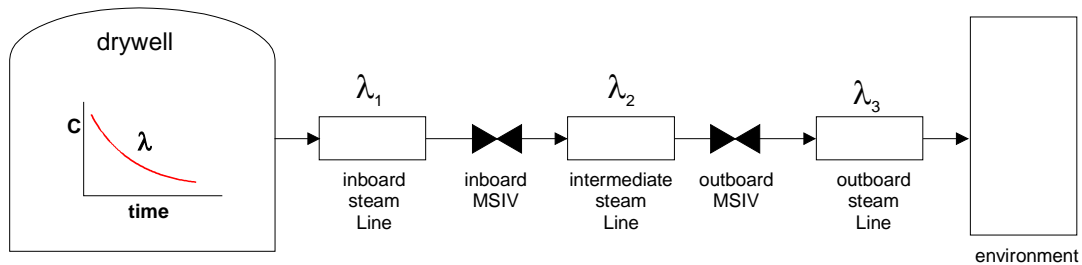 drywell
C
λ
time
λ1
λ2
λ3
inboard
steam
Line
inboard
MSIV
intermediate
steam
Line
outboard
MSIV
outboard
steam
Line
environment